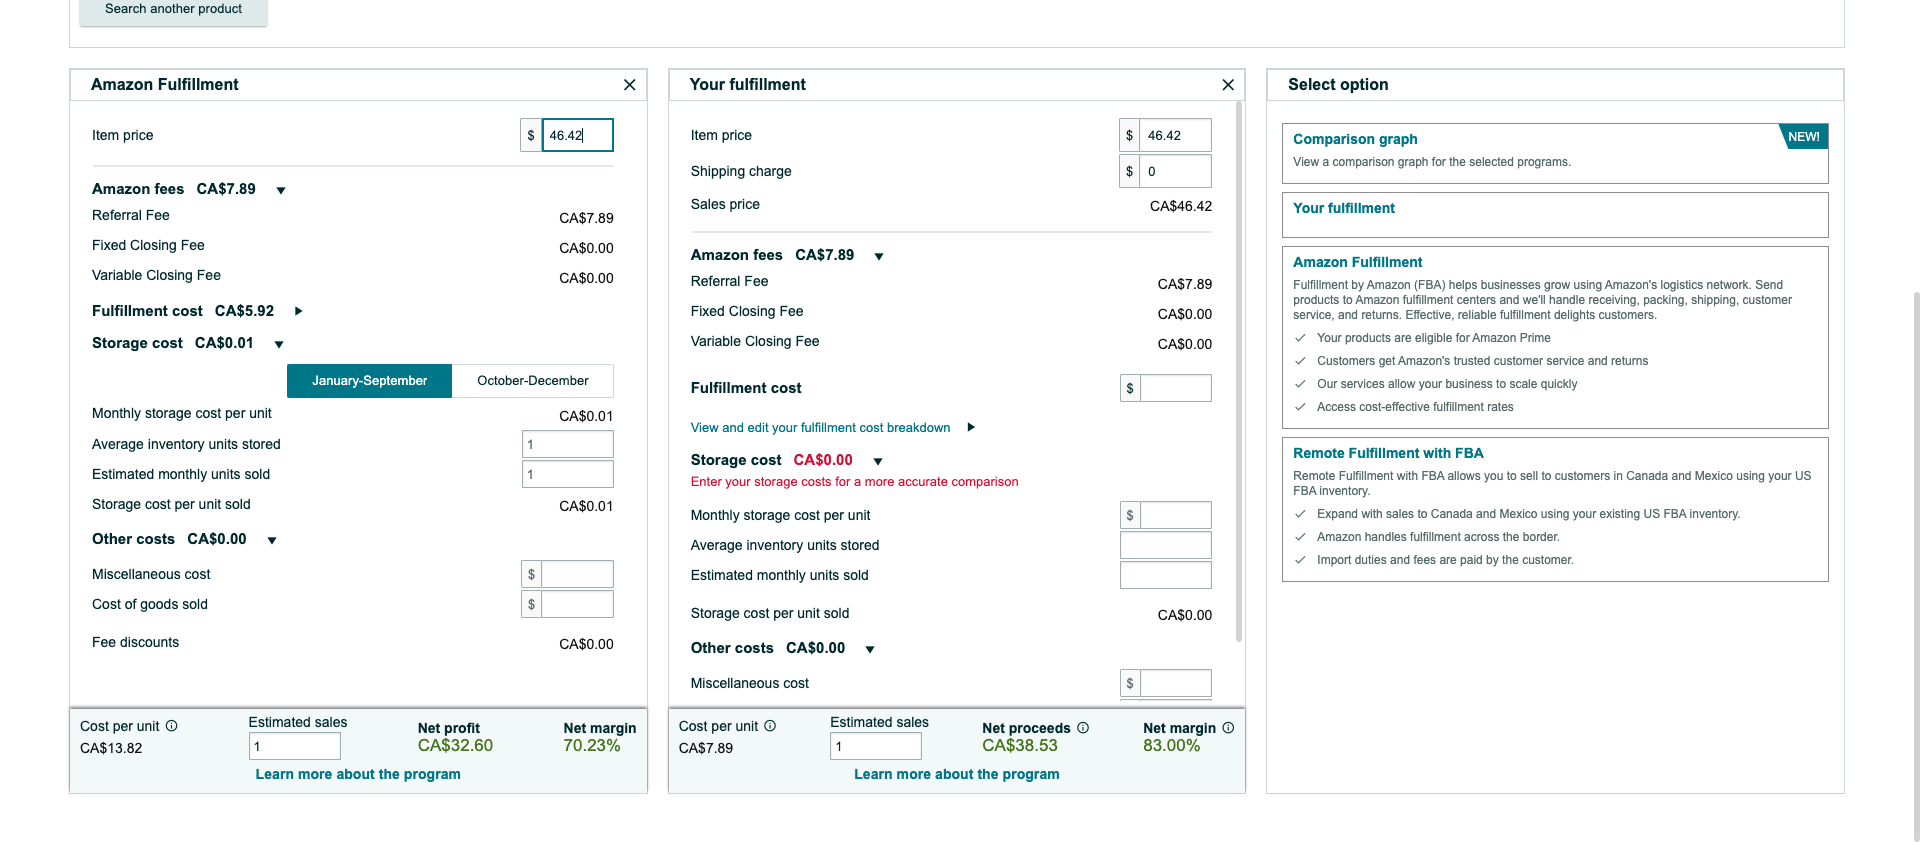 Search another product
Amazon Fulfillment
Item price
$ 46.42
Amazon fees CA$7.89
Referral Fee CA$7.89
Fixed Closing Fee CA$0.00
Variable Closing Fee CA$0.00
Fulfillment cost CA$5.92
Storage cost CA$0.01
January-September October-December
Monthly storage cost per unit CA$0.01
Average inventory units stored 1
Estimated monthly units sold 1
Storage cost per unit sold CA$0.01
Other costs CA$0.00
Miscellaneous cost $
Cost of goods sold $
Fee discounts CA$0.00
Cost per unit Estimated sales Net profit Net margin
CA$13.82 1 CA$32.60 70.23%
Learn more about the program
Your fulfillment
Item price $ 46.42
Shipping charge $ 0
Sales price CA$46.42
Amazon fees CA$7.89
Referral Fee CA$7.89
Fixed Closing Fee CA$0.00
Variable Closing Fee CA$0.00
Fulfillment cost $
View and edit your fulfillment cost breakdown
Storage cost CA$0.00
Enter your storage costs for a more accurate comparison
Monthly storage cost per unit $
Average inventory units stored
Estimated monthly units sold
Storage cost per unit sold CA$0.00
Other costs CA$0.00
Miscellaneous cost $
Cost per unit Estimated sales Net proceeds Net margin
CA$7.89 1 CA$38.53 83.00%
Learn more about the program
Select option
Comparison graph NEW!
View a comparison graph for the selected programs.
Your fulfillment
Amazon Fulfillment
Fulfillment by Amazon (FBA) helps businesses grow using Amazon's logistics network. Send
products to Amazon fulfillment centers and we'll handle receiving, packing, shipping, customer
service, and returns. Effective, reliable fulfillment delights customers.
Your products are eligible for Amazon Prime
Customers get Amazon's trusted customer service and returns
Our services allow your business to scale quickly
Access cost-effective fulfillment rates
Remote Fulfillment with FBA
Remote Fulfillment with FBA allows you to sell to customers in Canada and Mexico using your US
FBA inventory.
Expand with sales to Canada and Mexico using your existing US FBA inventory.
Amazon handles fulfillment across the border.
Import duties and fees are paid by the customer.